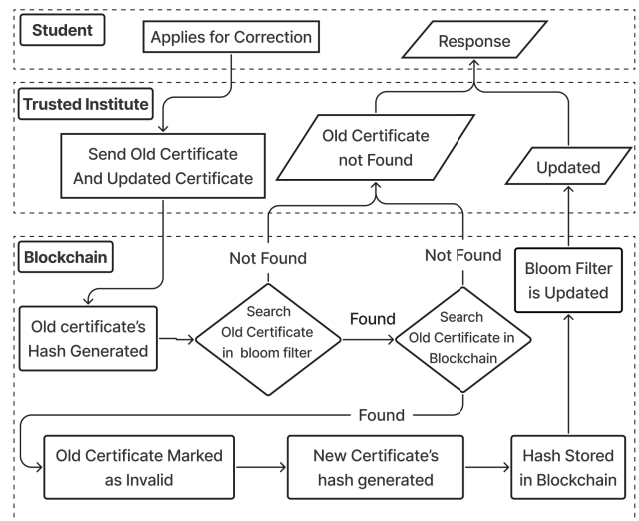 Student
Applies for Correction
Response
Trusted Institute
Send Old Certificate
And Updated Certificate
Old Certificate
not Found
Updated
Blockchain
Not Found
Not Found
Bloom Filter
is Updated
Old certificate's
Hash Generated
Search
Old Certificate
in bloom filter
Found
Search
Old Certificate in
Blockchain
Found
Old Certificate Marked
as Invalid
New Certificate's
hash generated
Hash Stored
in Blockchain